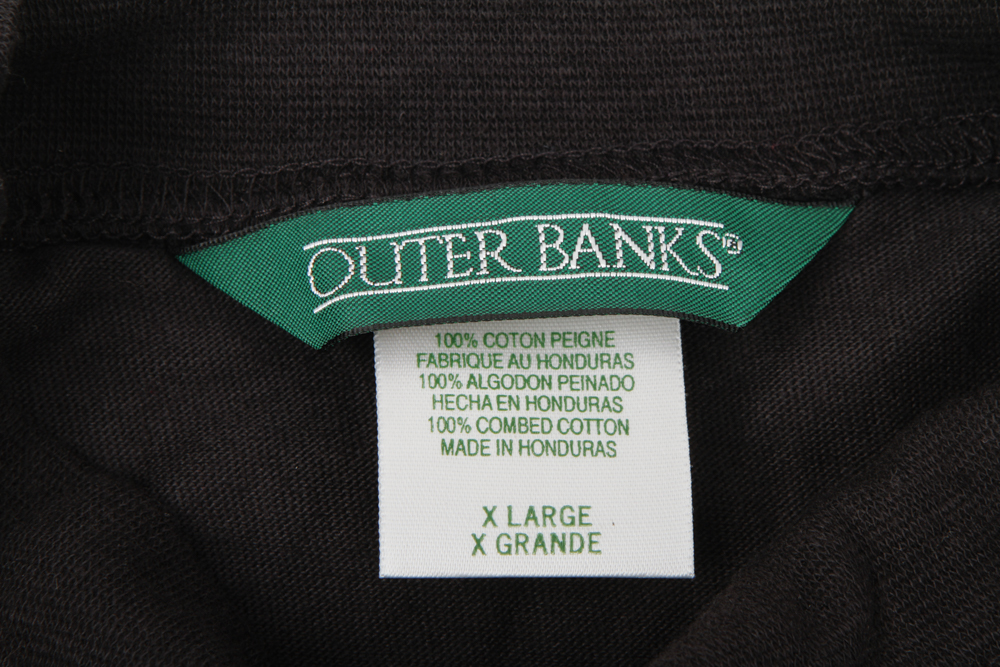 OUTER BANKS®
100% COTON PEIGNE
FABRIQUE AU HONDURAS
100% ALGODON PEINADO
HECHA EN HONDURAS
100% COMBED COTTON
MADE IN HONDURAS
X LARGE
X GRANDE